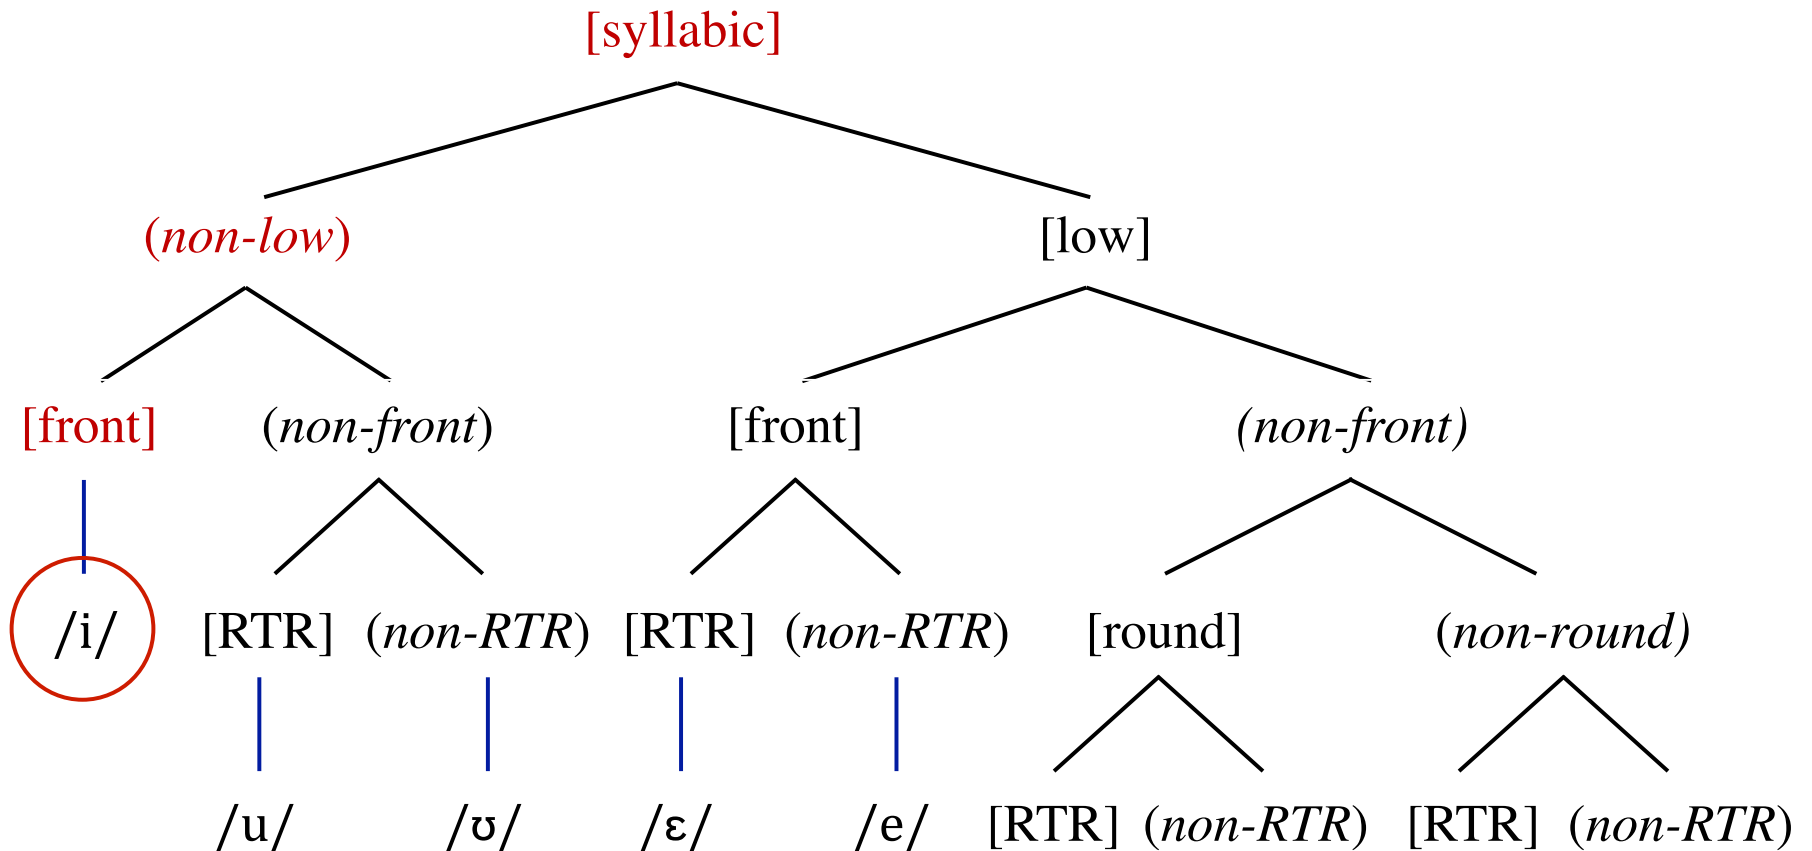 [syllabic]
(non-low) [low]
[front] (non-front) [front] (non-front)
/i/ [RTR] (non-RTR) [RTR] (non-RTR) [round] (non-round)
/u/ /ʊ/ /ɛ/ /e/ [RTR] (non-RTR) [RTR] (non-RTR)